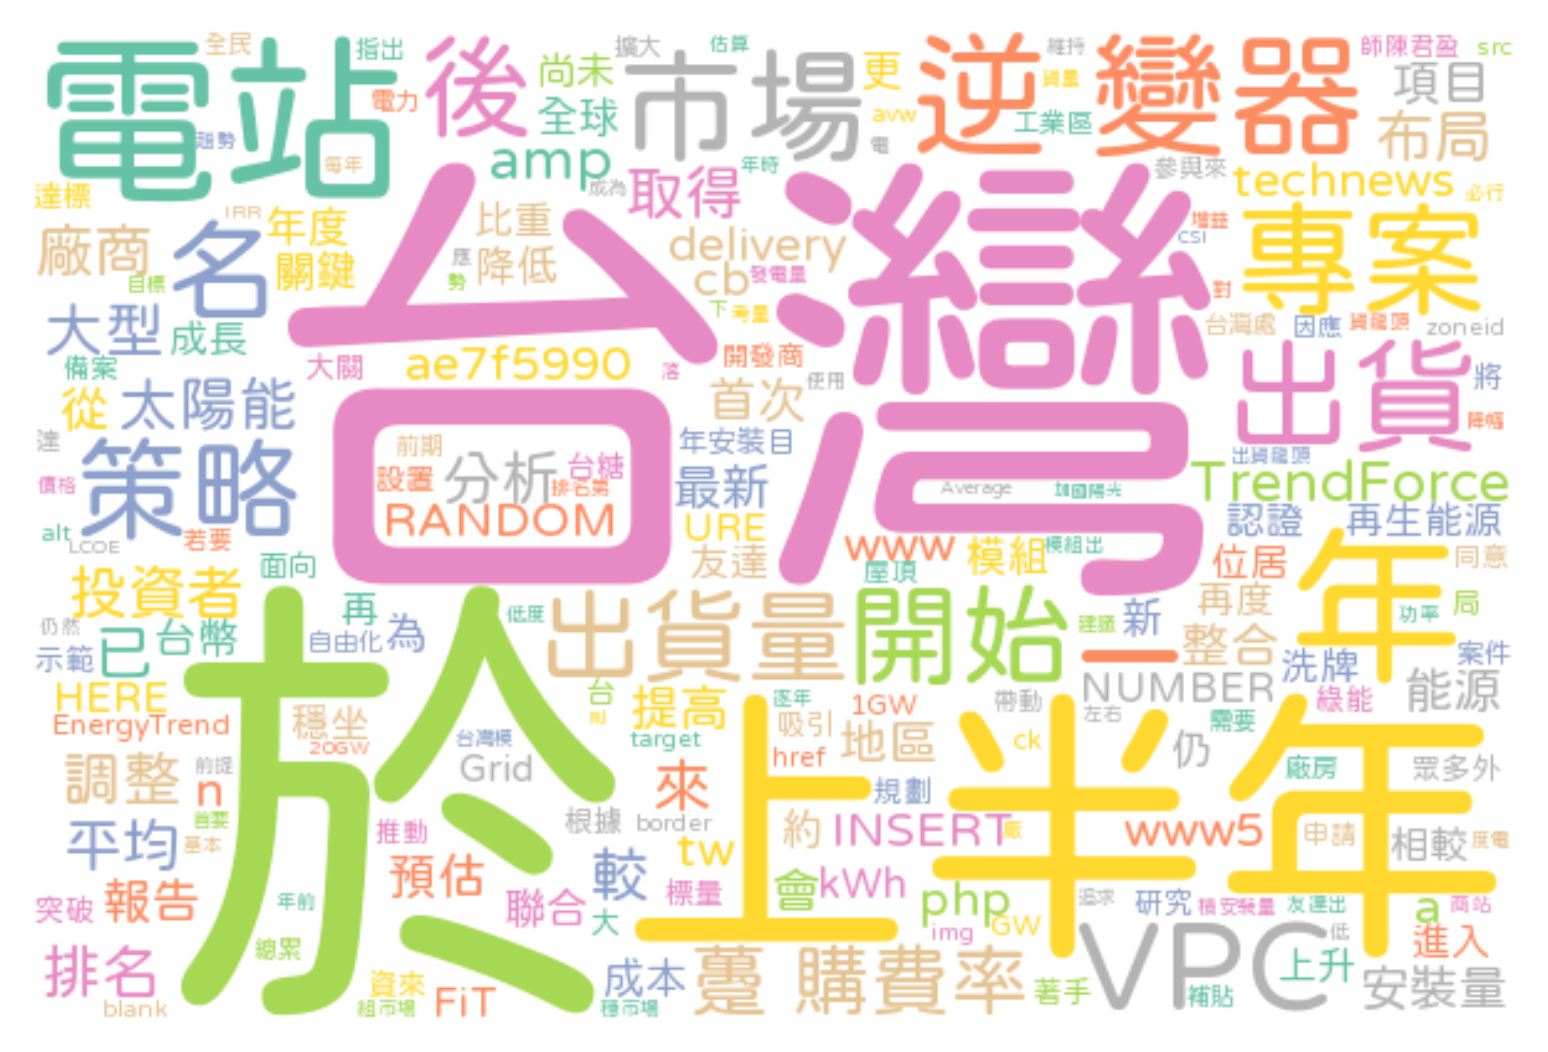 電站
全民
指出
電力
後
尚未
全球
擴大
估算
市場
更
avw
維持
貨量
逆變器
工業區
師陳君盈
src
項目
布局
趨勢
每年
amp
成為
取得
年時
電
參與來
technews
必行
達標
IRR
年度
關鍵
廠商
名
目標
比重
降低
應
勢
台灣
delivery
cb
發電量
下
考量
增益
CSI
對
專案
大型
成長
備案
大關
ae7f5990
落
開發商
使用
首次
台灣處
因應
貨龍頭
zoneid
從
太陽能
出貨
將
降幅
達
策略
價格
前期
設置
分析
台糖
排名第
RANDOM
年安裝目
最新
URE
友達
Average
加國陽光
出貨龍頭
TrendForce
認證
再生能源
alt
LCOE
若要
面向
www
模組
模組出
屋頂
位居
年
同意
投資者
再
低度
出貨量
開始
建議
新
再度
功率
局
仍然
示範
已
台幣
自由化
為
於
一
整合
洗牌
案件
HERE
EnergyTrend
穩坐
20GW
台灣模
台
提高
target
逐年
吸引
1GW
地區
href
帶動
左右
NUMBER
需要
綠能
能源
ck
仍
上半年
調整
前提
n
首要
Grid
來
規劃
廠房
眾多外
平均
基本
推動
根據
border
約
INSERT
廠
www5
申請
相較
度電
突破
報告
年前
預估
聯合
較
大
tw
標量
會
kWh
php
img
GW
追求
研究
積安裝量
友達出
a
商站
排名
blank
總累
資來
組市場
FiT
成本
種市場
躉
購費率
著手
VPC
補貼
低
上升
進入
安裝量